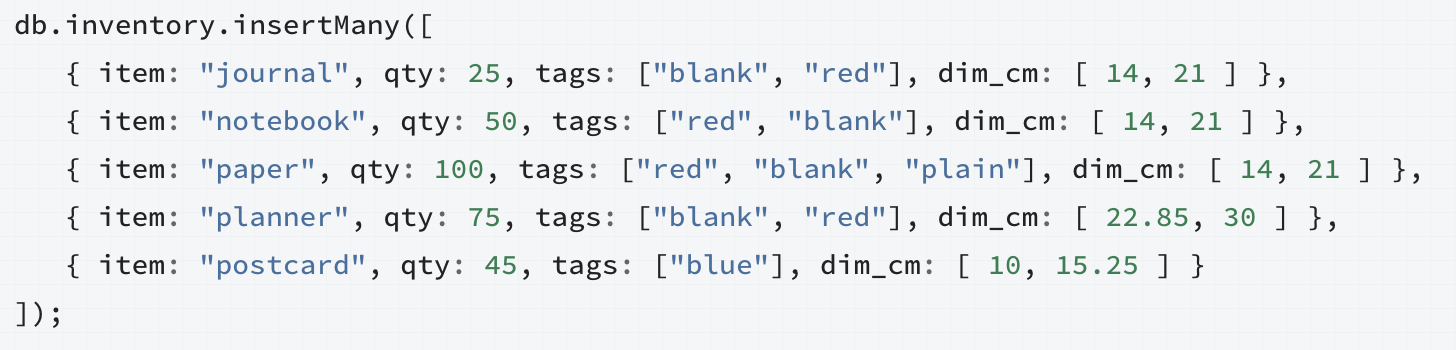 db.inventory.insertMany([
   { item: "journal", qty: 25, tags: ["blank", "red"], dim_cm: [ 14, 21 ] },
   { item: "notebook", qty: 50, tags: ["red", "blank"], dim_cm: [ 14, 21 ] },
   { item: "paper", qty: 100, tags: ["red", "blank", "plain"], dim_cm: [ 14, 21 ] },
   { item: "planner", qty: 75, tags: ["blank", "red"], dim_cm: [ 22.85, 30 ] },
   { item: "postcard", qty: 45, tags: ["blue"], dim_cm: [ 10, 15.25 ] }
]);